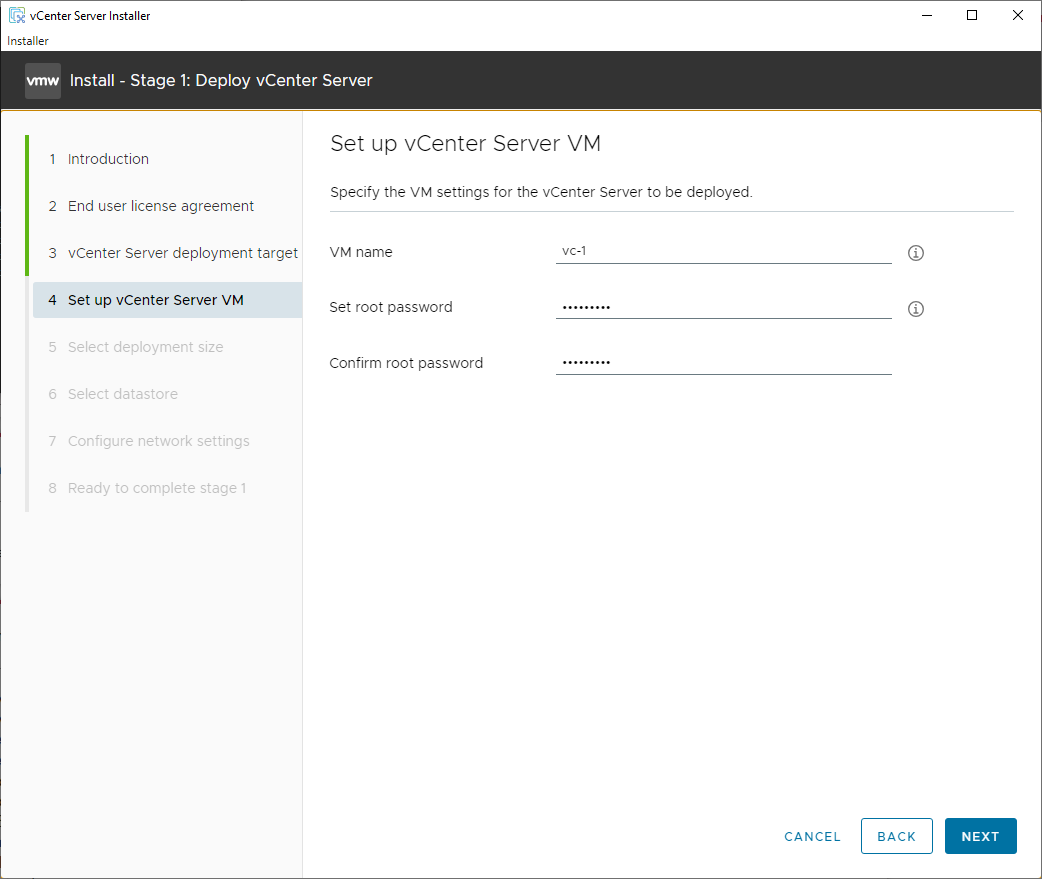 vCenter Server Installer
Installer
vmw Install - Stage 1: Deploy vCenter Server
1 Introduction
2 End user license agreement
3 vCenter Server deployment target
4 Set up vCenter Server VM
5 Select deployment size
6 Select datastore
7 Configure network settings
8 Ready to complete stage 1
Set up vCenter Server VM
Specify the VM settings for the vCenter Server to be deployed.
VM name vc-1
Set root password •••••••••
Confirm root password •••••••••
CANCEL BACK NEXT